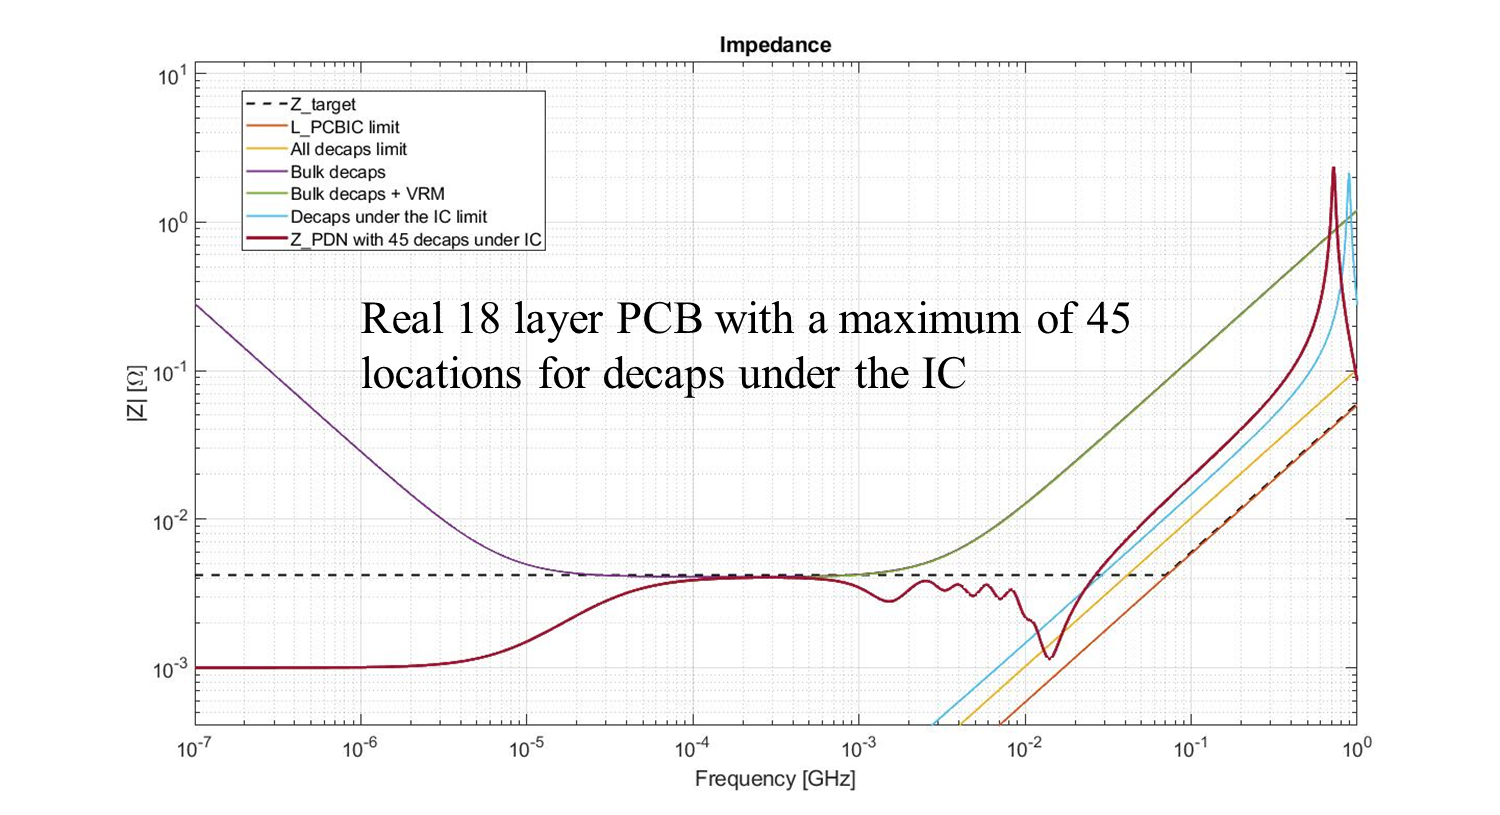 Impedance
10^1
10^0
10^-1
10^-2
10^-3
|Z| [Ω]
Z_target
L_PCBIC limit
All decaps limit
Bulk decaps
Bulk decaps + VRM
Decaps under the IC limit
Z_PDN with 45 decaps under IC
Real 18 layer PCB with a maximum of 45
locations for decaps under the IC
10^-7 10^-6 10^-5 10^-4 10^-3 10^-2 10^-1 10^0
Frequency [GHz]